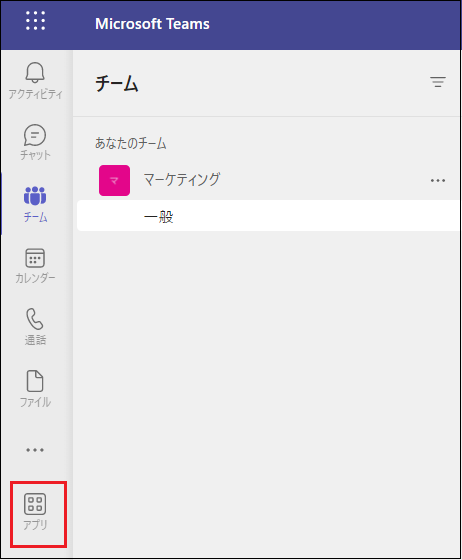 Microsoft Teams
アクティビティ
チャット
チーム
カレンダー
通話
ファイル
アプリ
チーム
あなたのチーム
マ
マーケティング
一般